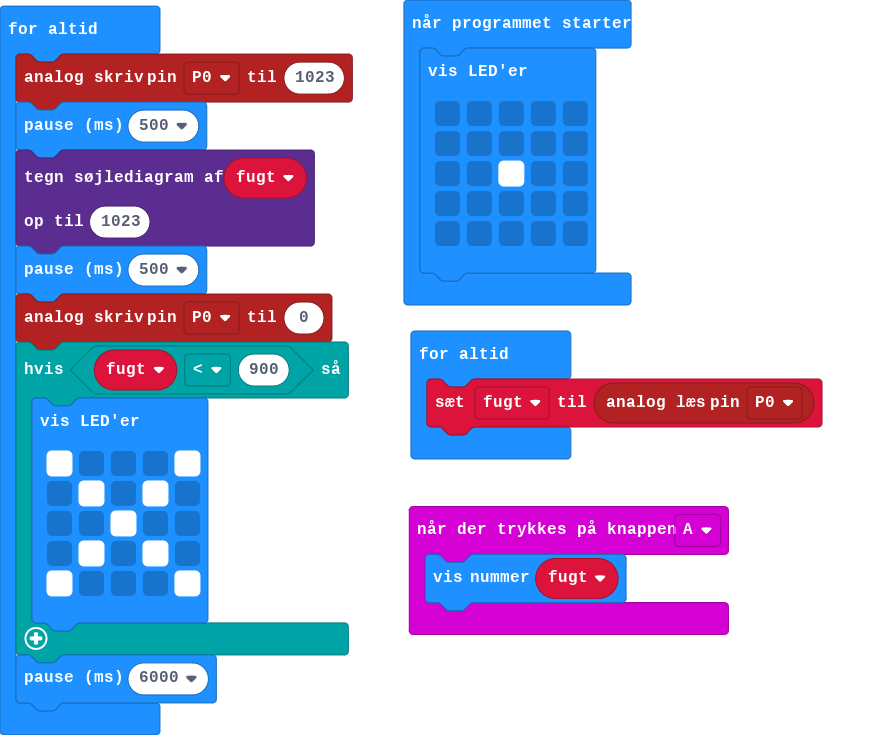 for altid
analog skriv pin P0 til 1023
pause (ms) 500
tegn søjlediagram af fugt
op til 1023
pause (ms) 500
analog skriv pin P0 til 0
hvis fugt < 900 så
vis LED'er
pause (ms) 6000
når programmet starter
vis LED'er
for altid
sæt fugt til analog læs pin P0
når der trykkes på knappen A
vis nummer fugt